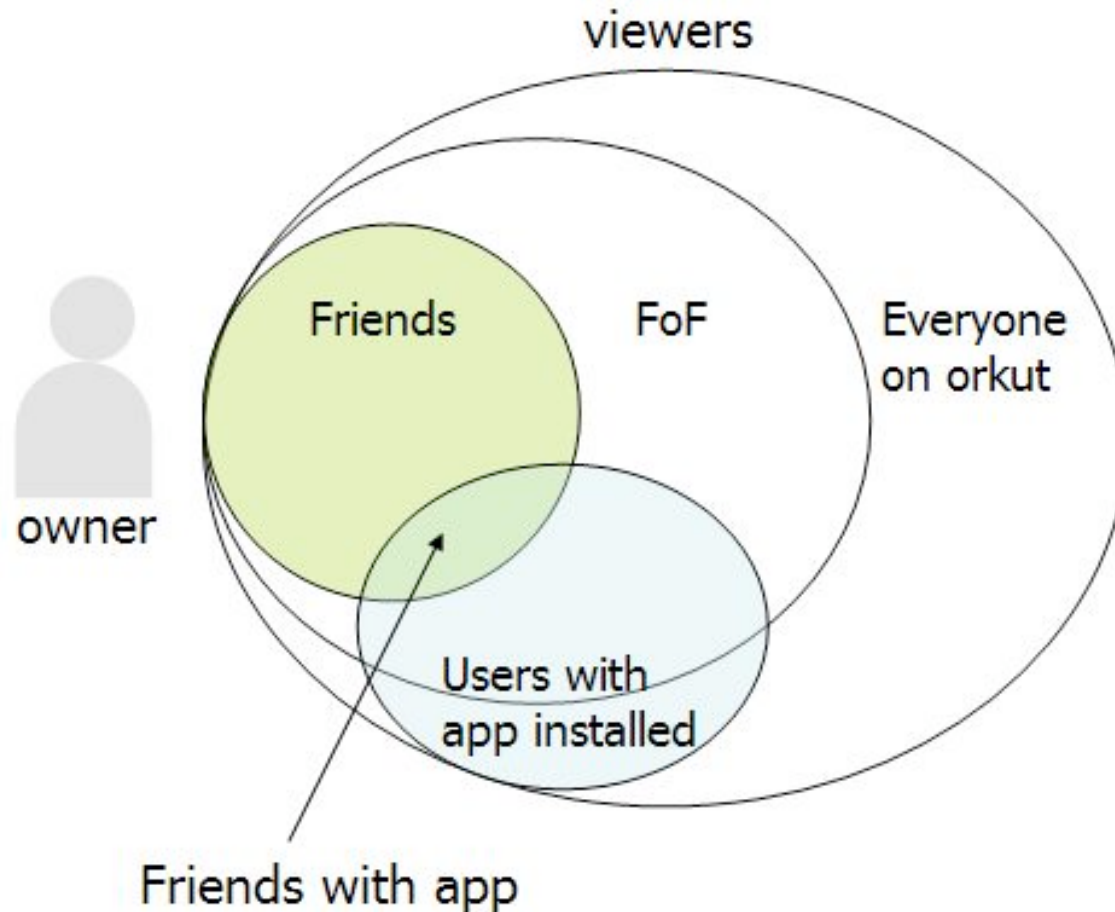 viewers
Friends
FoF
Everyone
on orkut
owner
Users with
app installed
Friends with app